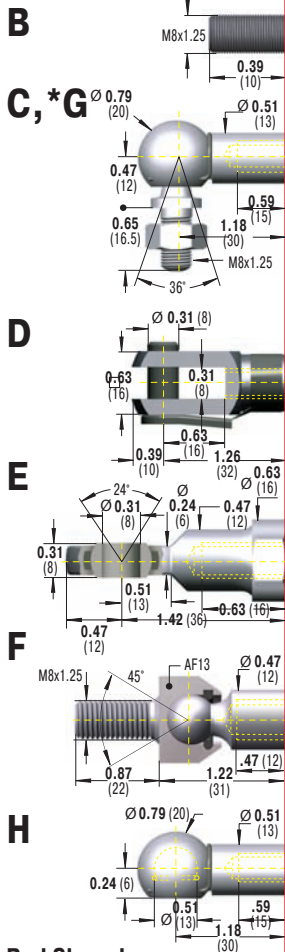 B
M8x1.25
0.39
(10)
C,*G
Ø 0.79
(20)
Ø 0.51
(13)
0.47
(12)
0.59
(15)
0.65
(16.5)
1.18
(30)
M8x1.25
36°
D
Ø 0.31 (8)
0.63
(16)
0.31
(8)
0.63
(16)
0.39
(10)
1.26
(32)
E
24°
Ø
0.24
(6)
Ø 0.63
(16)
Ø
0.31
(8)
0.47
(12)
0.31
(8)
0.51
(13)
0.63 (16)
0.47
(12)
1.42 (36)
F
M8x1.25
45°
AF13
Ø 0.47
(12)
.47 (12)
0.87
(22)
1.22
(31)
H
Ø 0.79 (20)
Ø 0.51
(13)
0.24 (6)
0.51
Ø (13)
.59
(15)
1.18
(30)